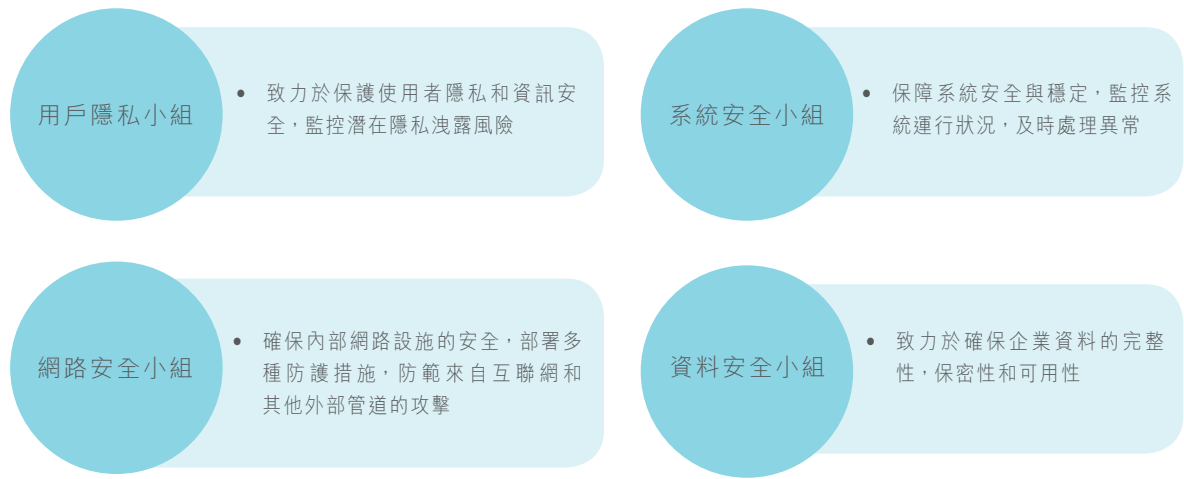 用戶隱私小組
• 致力於保護使用者隱私和資訊安
全，監控潛在隱私洩露風險
系統安全小組
• 保障系統安全與穩定，監控系
統運行狀況，及時處理異常
網路安全小組
• 確保內部網路設施的安全，部署多
種防護措施，防範來自互聯網和
其他外部管道的攻擊
資料安全小組
• 致力於確保企業資料的完整
性，保密性和可用性